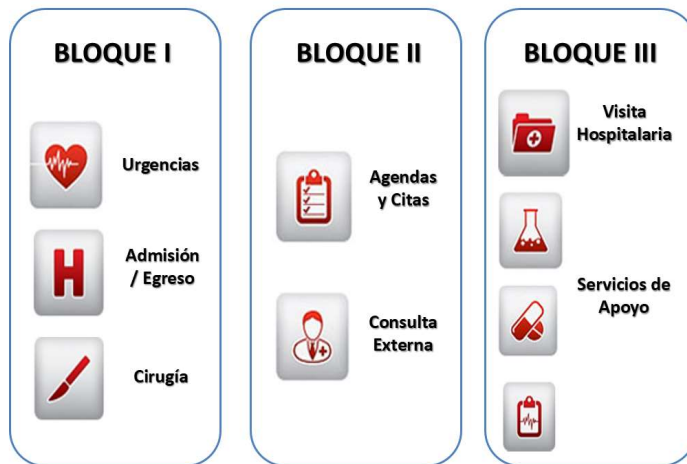 BLOQUE I
Urgencias
Admisión
/ Egreso
H
Cirugía
BLOQUE II
Agendas
y Citas
Consulta
Externa
BLOQUE III
Visita
Hospitalaria
Servicios de
Apoyo